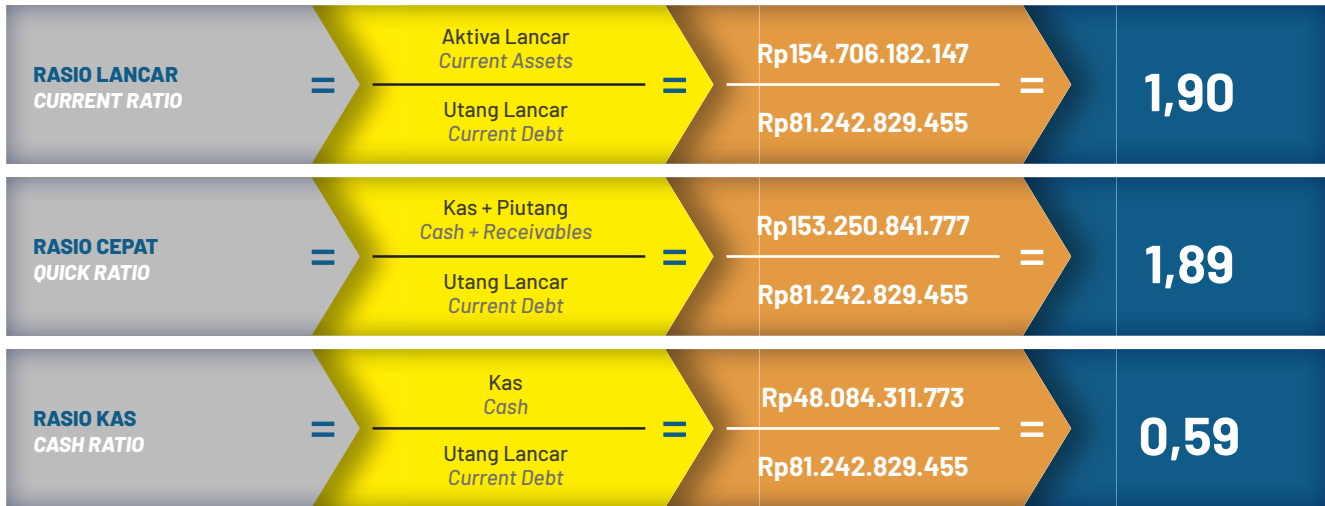 RASIO LANCAR
CURRENT RATIO
=
Aktiva Lancar
Current Assets
Utang Lancar
Current Debt
=
Rp154.706.182.147
Rp81.242.829.455
=
1,90
RASIO CEPAT
QUICK RATIO
=
Kas + Piutang
Cash + Receivables
Utang Lancar
Current Debt
=
Rp153.250.841.777
Rp81.242.829.455
=
1,89
RASIO KAS
CASH RATIO
=
Kas
Cash
Utang Lancar
Current Debt
=
Rp48.084.311.773
Rp81.242.829.455
=
0,59